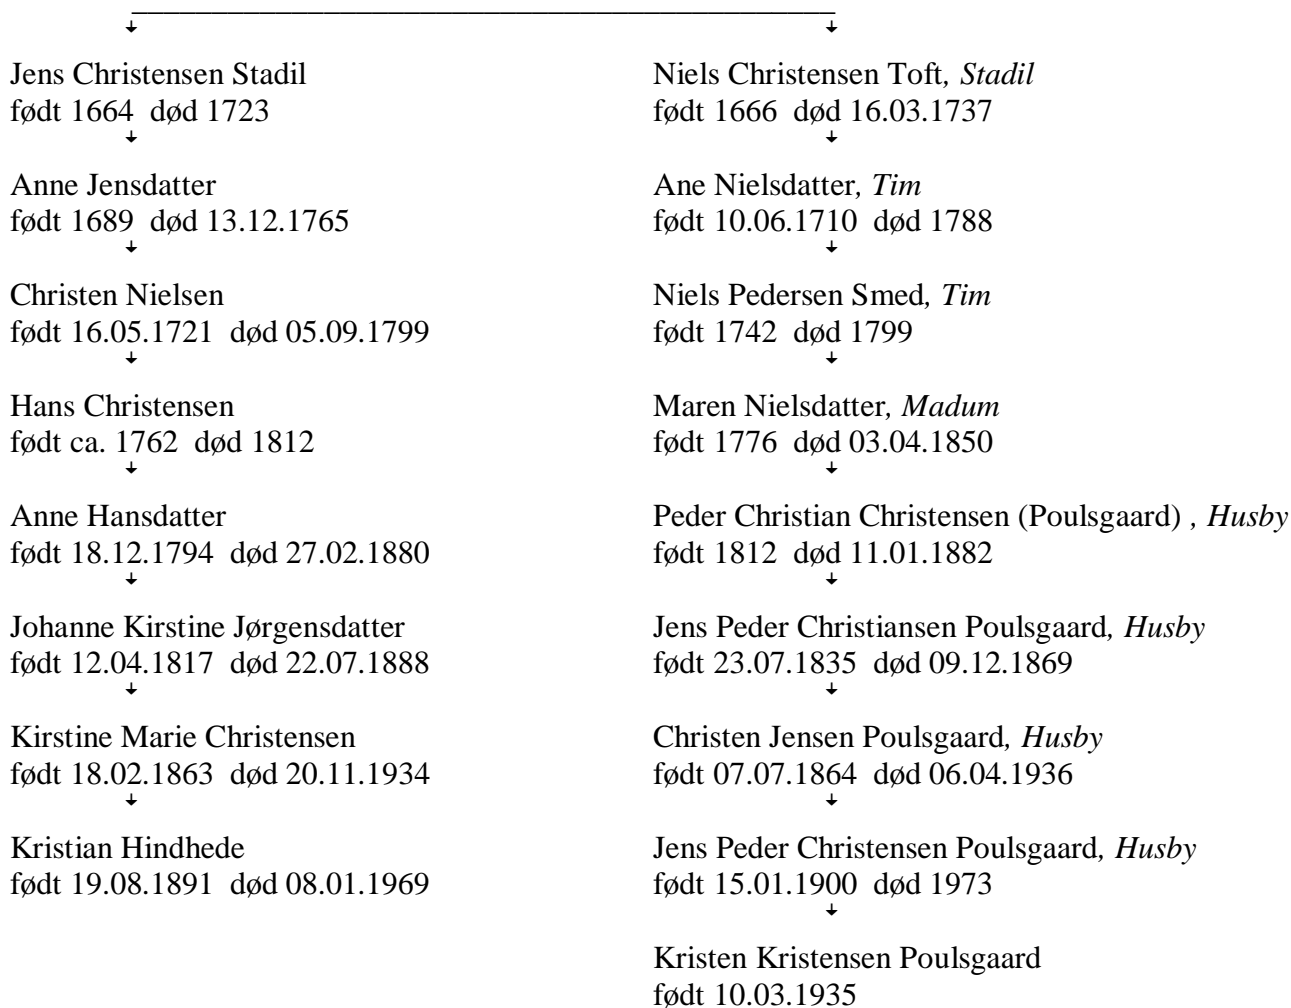 Jens Christensen Stadil
født 1664 død 1723
Anne Jensdatter
født 1689 død 13.12.1765
Christen Nielsen
født 16.05.1721 død 05.09.1799
Hans Christensen
født ca. 1762 død 1812
Anne Hansdatter
født 18.12.1794 død 27.02.1880
Johanne Kirstine Jørgensdatter
født 12.04.1817 død 22.07.1888
Kirstine Marie Christensen
født 18.02.1863 død 20.11.1934
Kristian Hindhede
født 19.08.1891 død 08.01.1969
Niels Christensen Toft, Stadil
født 1666 død 16.03.1737
Ane Nielsdatter, Tim
født 10.06.1710 død 1788
Niels Pedersen Smed, Tim
født 1742 død 1799
Maren Nielsdatter, Madum
født 1776 død 03.04.1850
Peder Christian Christensen (Poulsgaard) , Husby
født 1812 død 11.01.1882
Jens Peder Christiansen Poulsgaard, Husby
født 23.07.1835 død 09.12.1869
Christen Jensen Poulsgaard, Husby
født 07.07.1864 død 06.04.1936
Jens Peder Christensen Poulsgaard, Husby
født 15.01.1900 død 1973
Kristen Kristensen Poulsgaard
født 10.03.1935